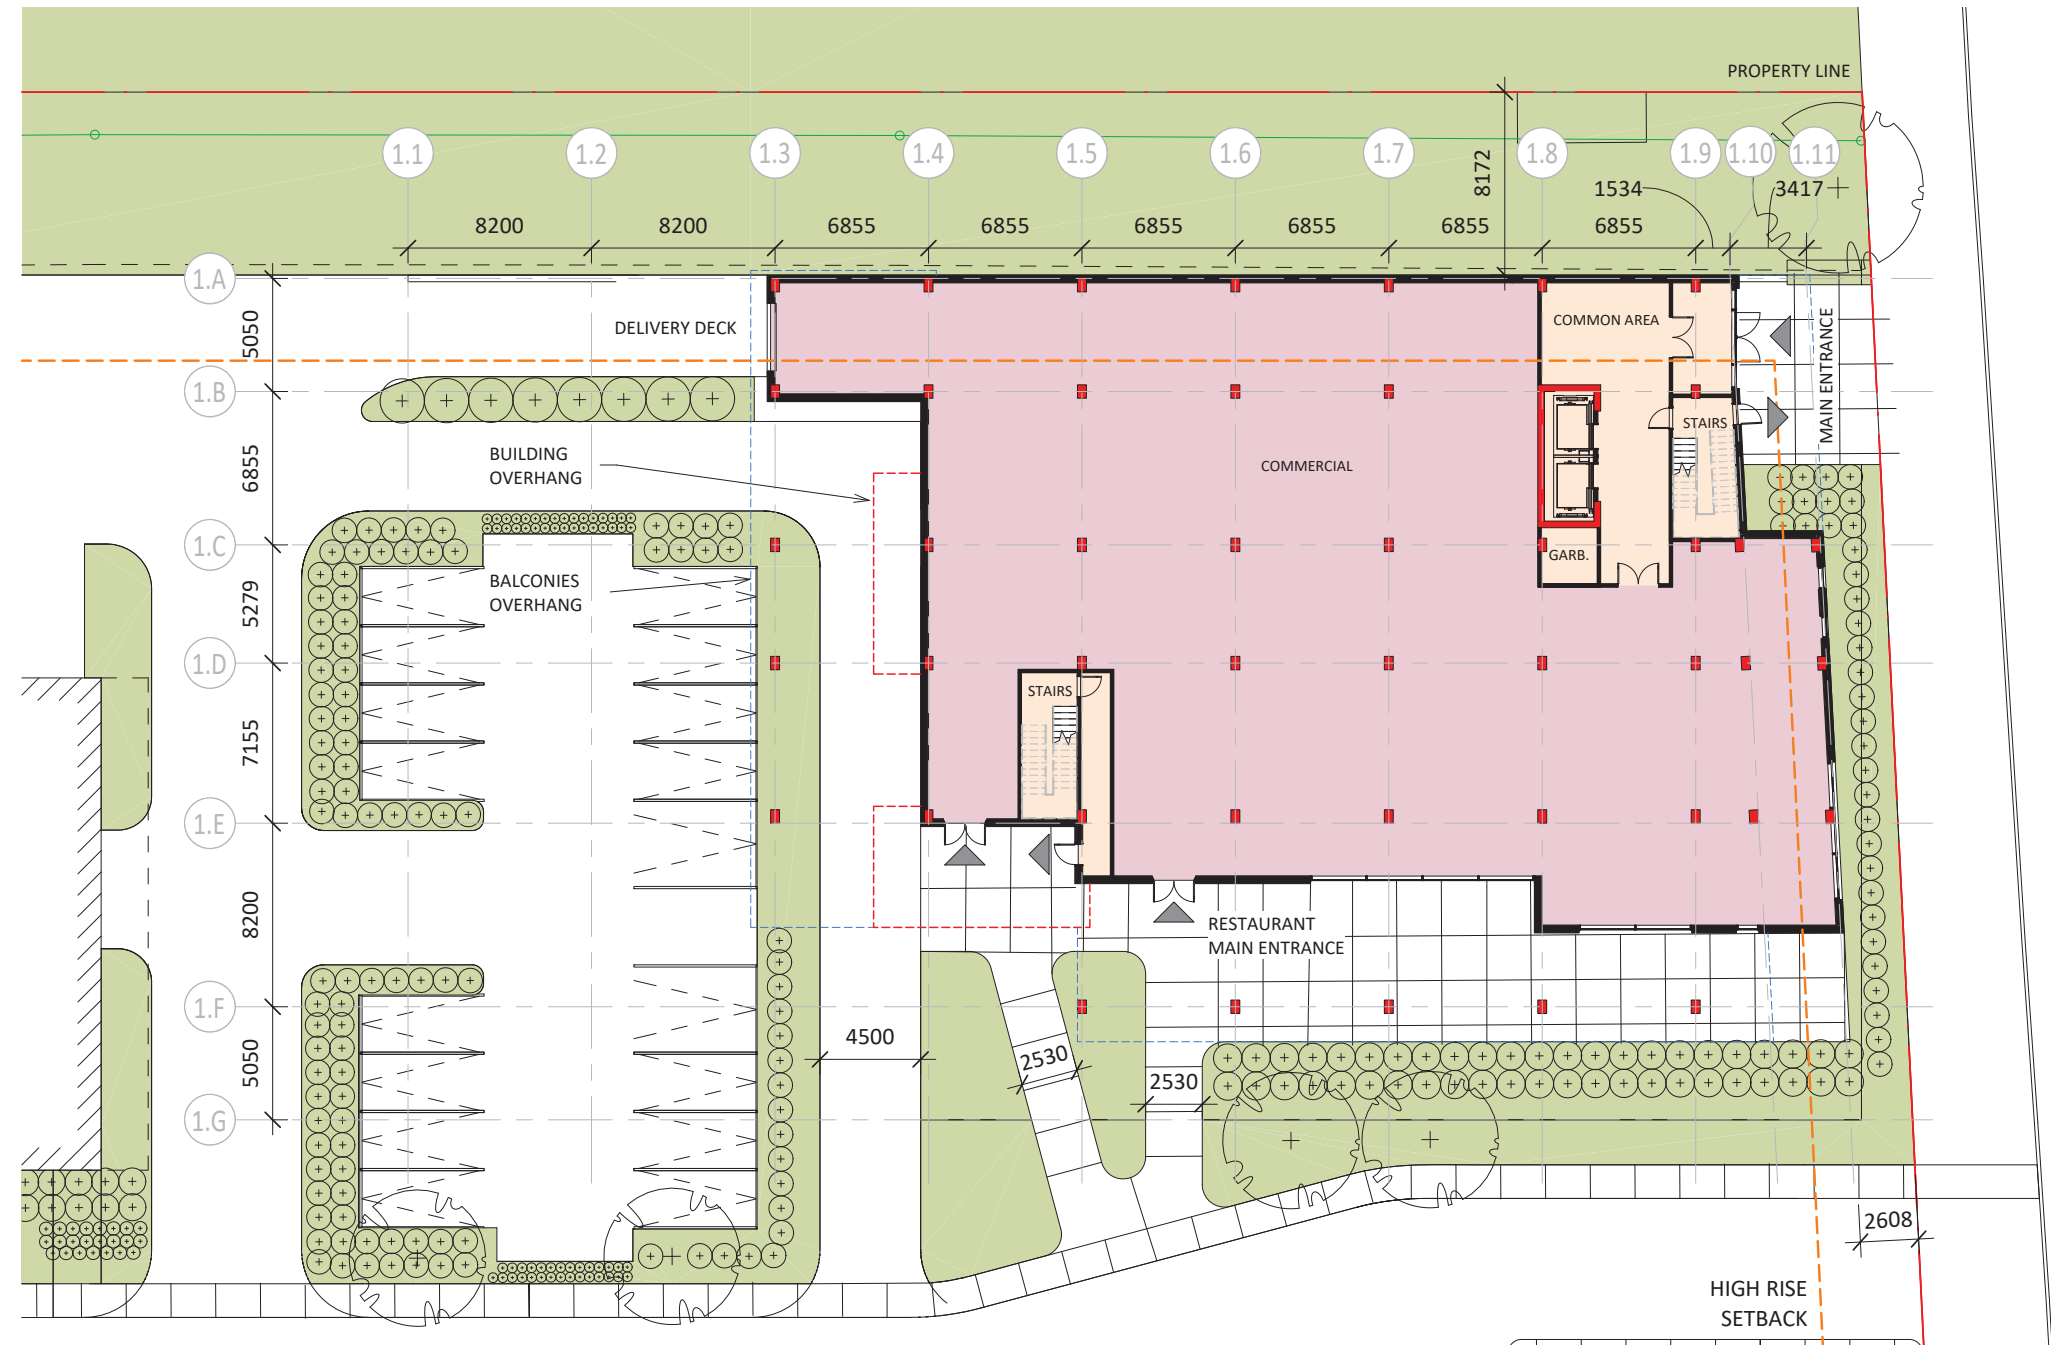 PROPERTY LINE
1.1
1.2
1.3
1.4
1.5
1.6
1.7
1.8
1.9
1.10
1.11
8172
1534
3417
8200
8200
6855
6855
6855
6855
6855
6855
1.A
5050
DELIVERY DECK
COMMON AREA
MAIN ENTRANCE
1.B
STAIRS
6855
BUILDING
OVERHANG
COMMERCIAL
1.C
GARB.
5279
BALCONIES
OVERHANG
1.D
STAIRS
7155
1.E
8200
RESTAURANT
MAIN ENTRANCE
1.F
5050
4500
2530
2530
1.G
2608
HIGH RISE
SETBACK